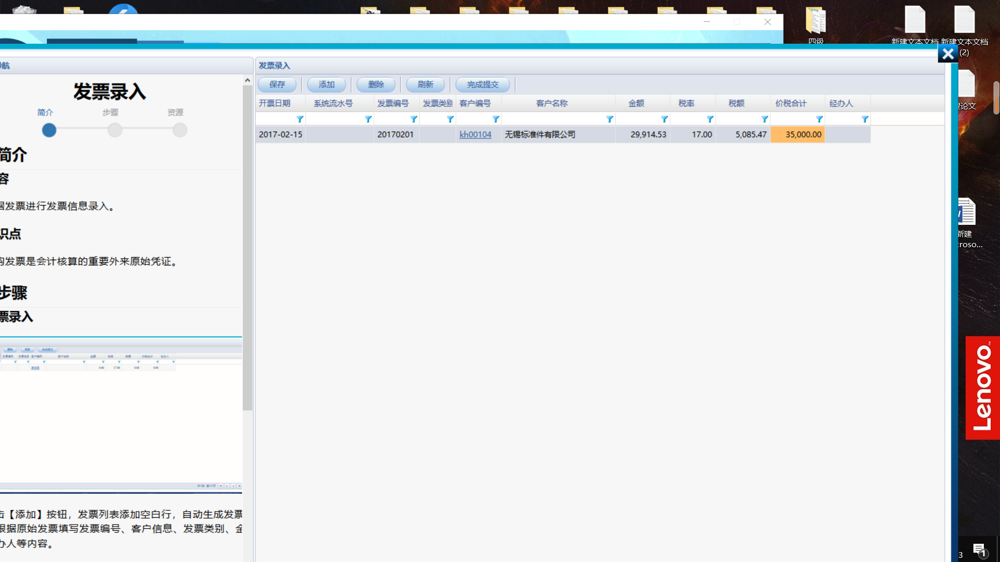 四级
新建文本文档
新建文本文档
(2)
航
发票录入
简介
步骤
资源
简介
容
据发票进行发票信息录入。
识点
购发票是会计核算的重要外来原始凭证。
步骤
票录入
击【添加】按钮，发票列表添加空白行，自动生成发票
根据原始发票填写发票编号、客户信息、发票类别、金
办人等内容。
发票录入
保存 添加 删除 刷新 完成提交
开票日期 系统流水号 发票编号 发票类别 客户编号 客户名称 金额 税率 税额 价税合计 经办人
2017-02-15 20170201 kh00104 无锡标准件有限公司 29,914.53 17.00 5,085.47 35,000.00
论文
新建
croso...
Lenovo
3
1